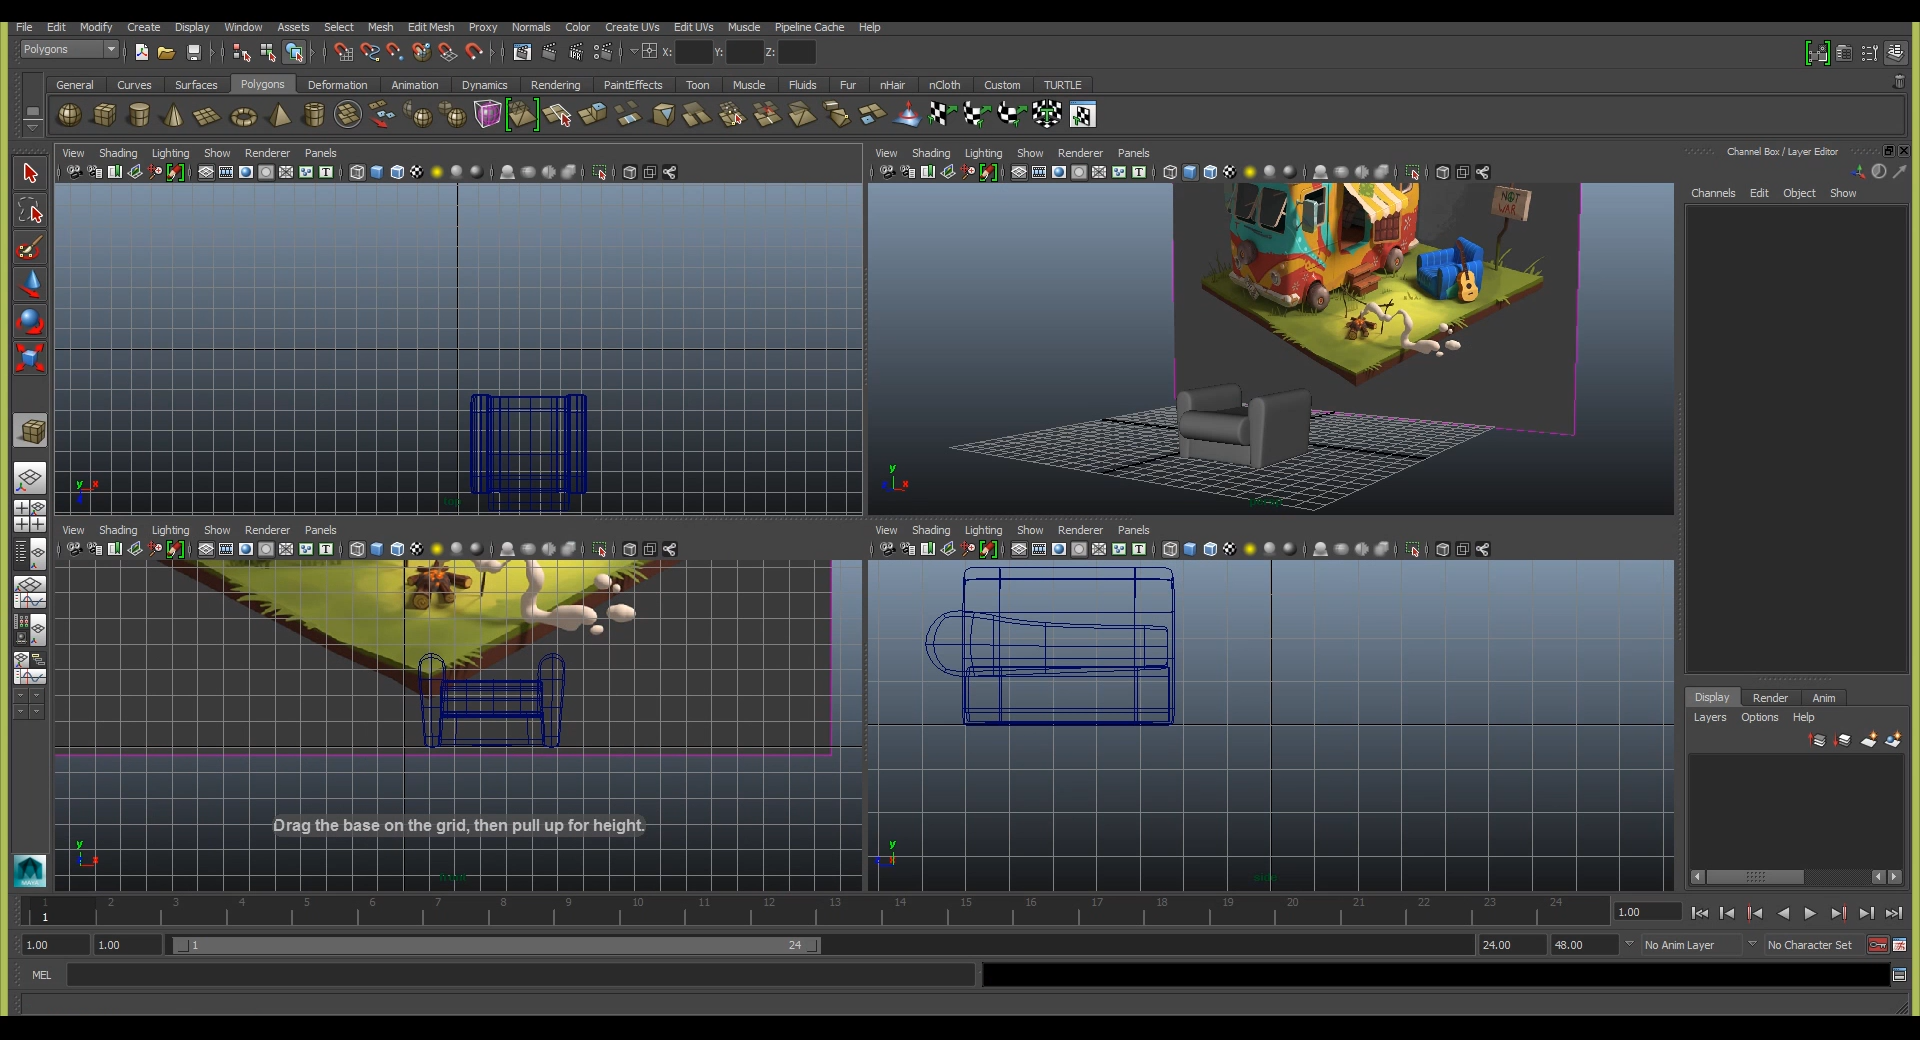 File Edit Modify Create Display Window Assets Select Mesh Edit Mesh Proxy Normals Color Create UVs Edit UVs Muscle Pipeline Cache Help
Polygons X: Y: Z:
General Curves Surfaces Polygons Deformation Animation Dynamics Rendering PaintEffects Toon Muscle Fluids Fur nHair nCloth Custom TURTLE
View Shading Lighting Show Renderer Panels
View Shading Lighting Show Renderer Panels
Channel Box / Layer Editor
Channels Edit Object Show
NOT
WAR
y x
top
y x
persp
View Shading Lighting Show Renderer Panels
View Shading Lighting Show Renderer Panels
Display Render Anim
Layers Options Help
Drag the base on the grid, then pull up for height.
y x
y
side
MAYA
1 2 3 4 5 6 7 8 9 10 11 12 13 14 15 16 17 18 19 20 21 22 23 24
1
1.00
1.00 1.00 1 24 24.00 48.00 No Anim Layer No Character Set
MEL